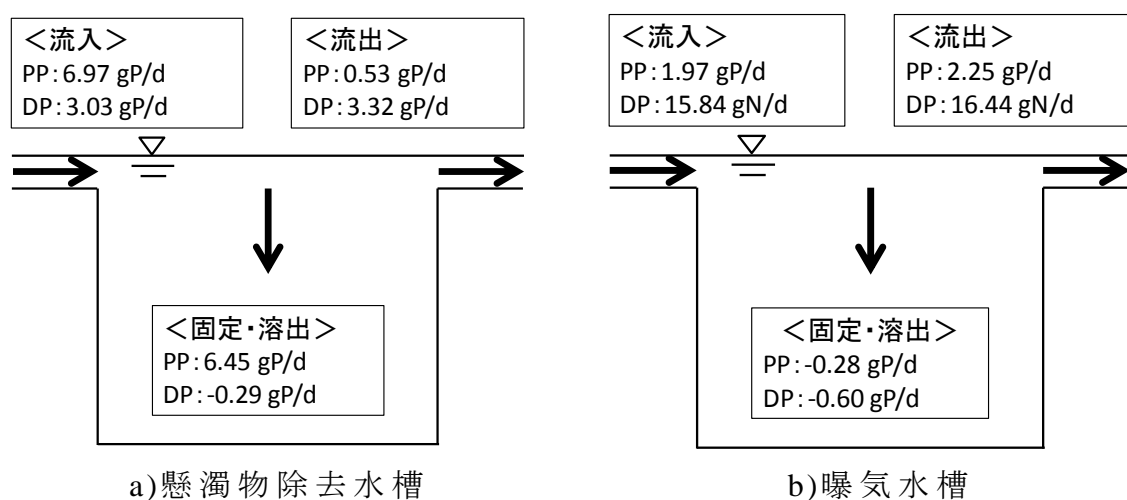 <流入>
PP:6.97 gP/d
DP:3.03 gP/d
<流出>
PP:0.53 gP/d
DP:3.32 gP/d
<固定・溶出>
PP:6.45 gP/d
DP:-0.29 gP/d
a)懸濁物除去水槽
<流入>
PP:1.97 gP/d
DP:15.84 gN/d
<流出>
PP:2.25 gP/d
DP:16.44 gN/d
<固定・溶出>
PP:-0.28 gP/d
DP:-0.60 gP/d
b)曝気水槽